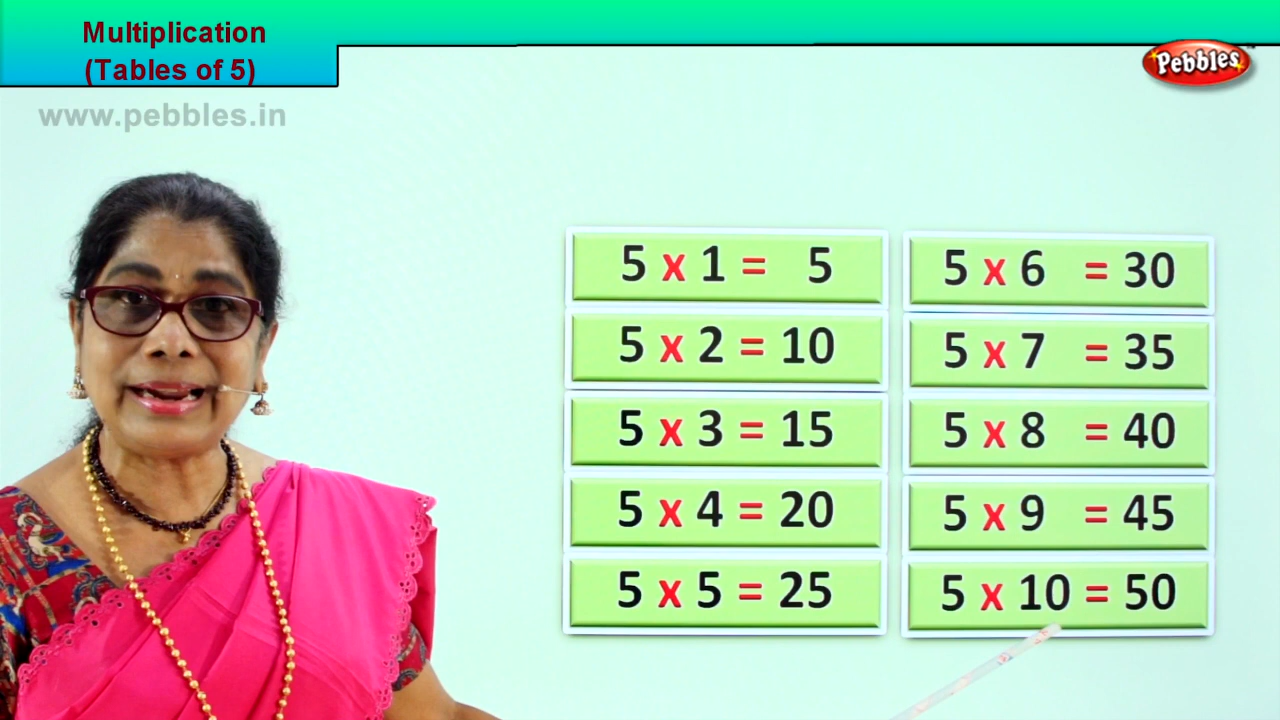 Multiplication
(Tables of 5)
www.pebbles.in
Pebbles
5 x 1 = 5
5 x 2 = 10
5 x 3 = 15
5 x 4 = 20
5 x 5 = 25
5 x 6 = 30
5 x 7 = 35
5 x 8 = 40
5 x 9 = 45
5 x 10 = 50